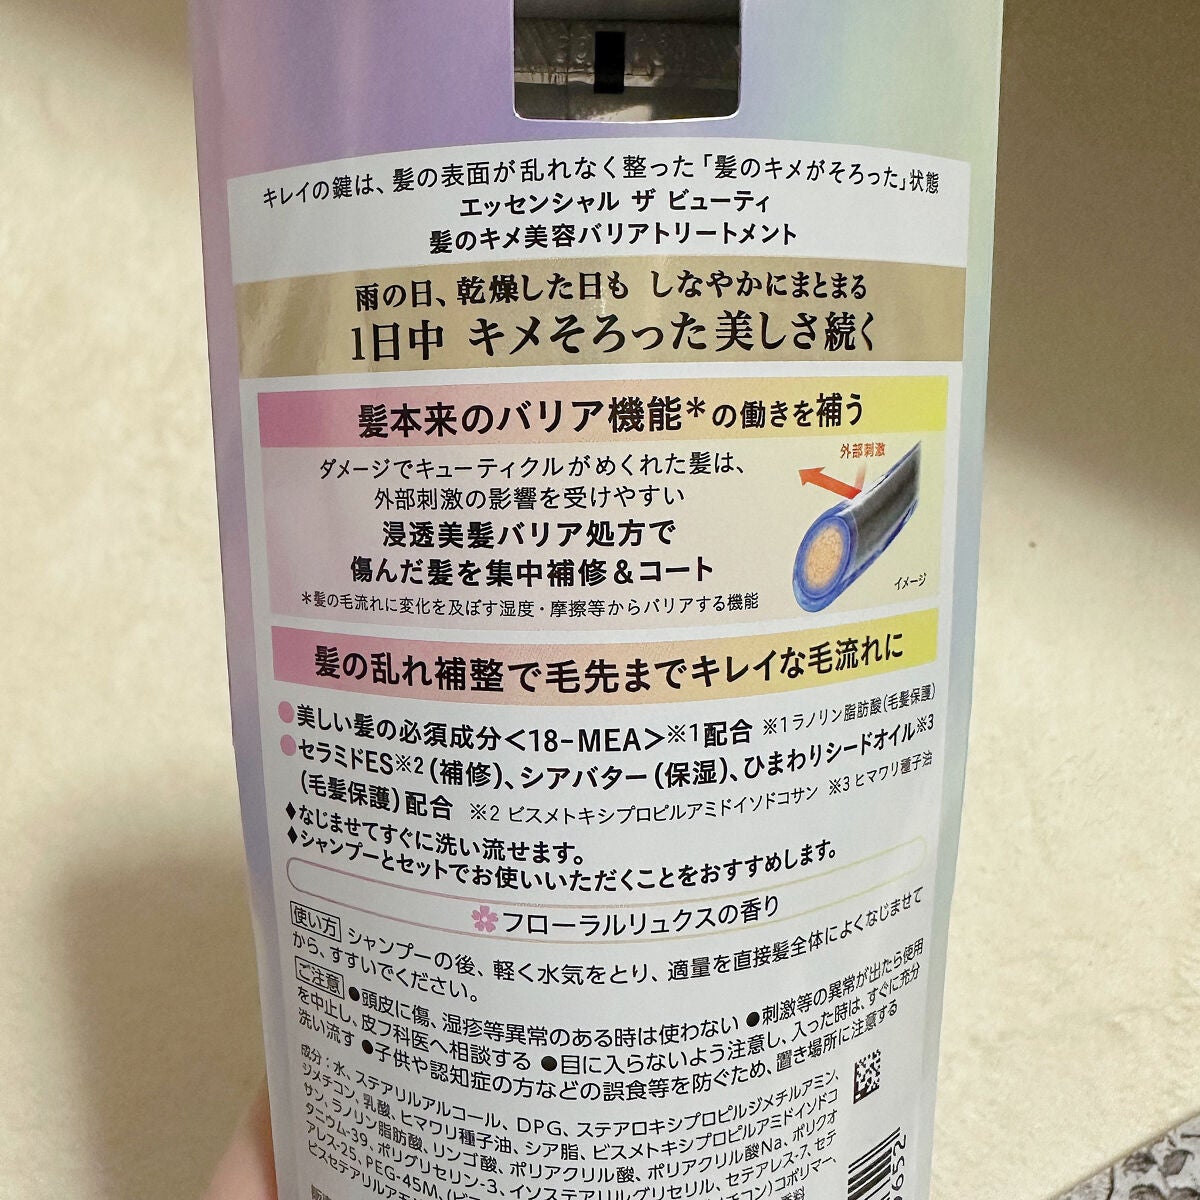 キレイの鍵は、髪の表面が乱れなく整った「髪のキメがそろった」状態
エッセンシャル ザ ビューティ
髪のキメ美容バリアトリートメント
雨の日、乾燥した日も しなやかにまとまる
1日中 キメそろった美しさ続く
髪本来のバリア機能*の働きを補う
ダメージでキューティクルがめくれた髪は、
外部刺激の影響を受けやすい
浸透美髪バリア処方で
傷んだ髪を集中補修&コート
*髪の毛流れに変化を及ぼす湿度・摩擦等からバリアする機能
外部刺激
イメージ
髪の乱れ補整で毛先までキレイな毛流れに
●美しい髪の必須成分<18-MEA>※1配合 ※1ラノリン脂肪酸(毛髪保護)
●セラミドES※2(補修)、シアバター(保湿)、ひまわりシードオイル※3
(毛髪保護)配合 ※2 ビスメトキシプロピルアミドイソドコサン ※3 ヒマワリ種子油
♦なじませてすぐに洗い流せます。
♦シャンプーとセットでお使いいただくことをおすすめします。
フローラルリュクスの香り
使い方 シャンプーの後、軽く水気をとり、適量を直接髪全体によくなじませて
から、すすいでください。
ご注意 ●頭皮に傷、湿疹等異常のある時は使わない ●刺激等の異常が出たら使用
を中止し、皮フ科医へ相談する ●目に入らないよう注意し、入った時は、すぐに充分
洗い流す ●子供や認知症の方などの誤食等を防ぐため、置き場所に注意する
成分:水、ステアリルアルコール、DPG、ステアロキシプロピルジメチルアミン、
ジメチコン、乳酸、ヒマワリ種子油、シア脂、ビスメトキシプロピルアミドイソドコ
サン、ラノリン脂肪酸、リンゴ酸、ポリアクリル酸、ポリアクリル酸Na、ポリクオ
タニウム-39、ポリグリセリン-3、イソステアリルグリセリル、セテアレス-7、セテ
アレス-25、PEG-45M、
ビスセテアリルアモ